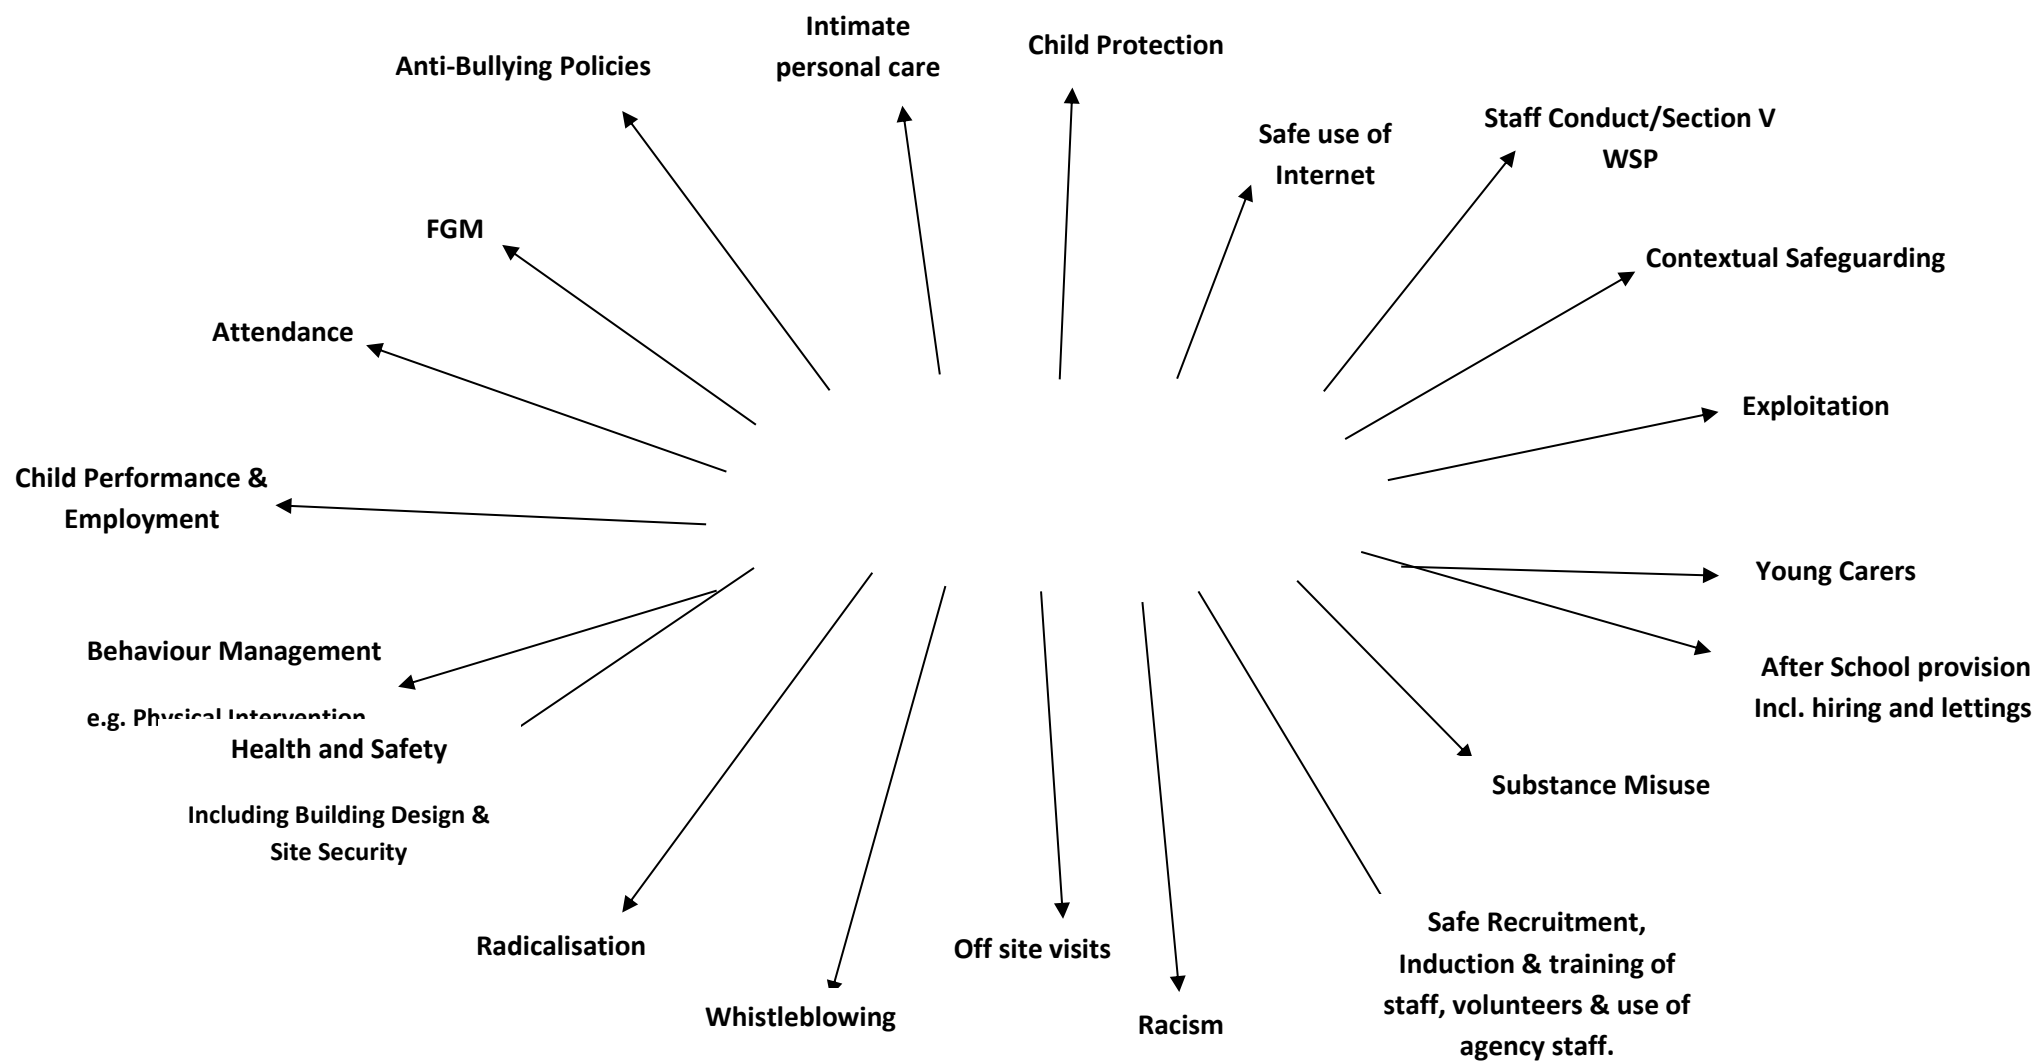 Intimate
personal care
Child Protection
Anti-Bullying Policies
Staff Conduct/Section V
WSP
Safe use of
Internet
FGM
Contextual Safeguarding
Attendance
Exploitation
Child Performance &
Employment
Young Carers
Behaviour Management
e.g. Physical Intervention
After School provision
Incl. hiring and lettings
Health and Safety
Including Building Design &
Site Security
Substance Misuse
Radicalisation
Off site visits
Whistleblowing
Racism
Safe Recruitment,
Induction & training of
staff, volunteers & use of
agency staff.